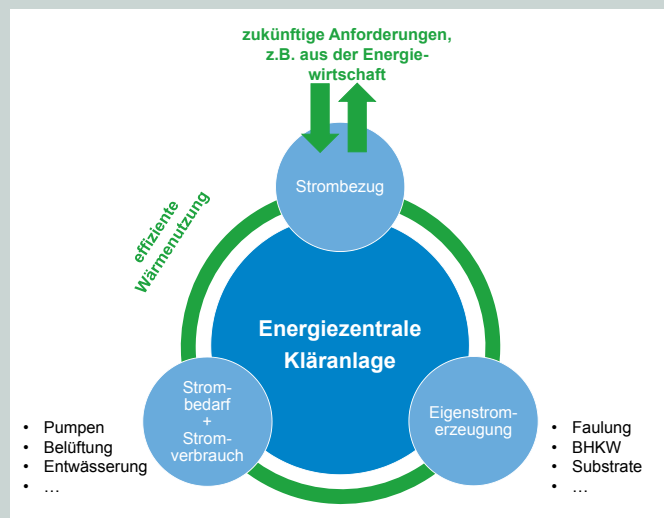 zukünftige Anforderungen,
z.B. aus der Energie-
wirtschaft
Strombezug
effiziente
Wärmenutzung
Energiezentrale
Kläranlage
Strom-
bedarf
+
Strom-
verbrauch
Eigenstrom-
erzeugung
• Pumpen
• Belüftung
• Entwässerung
• …
• Faulung
• BHKW
• Substrate
• …